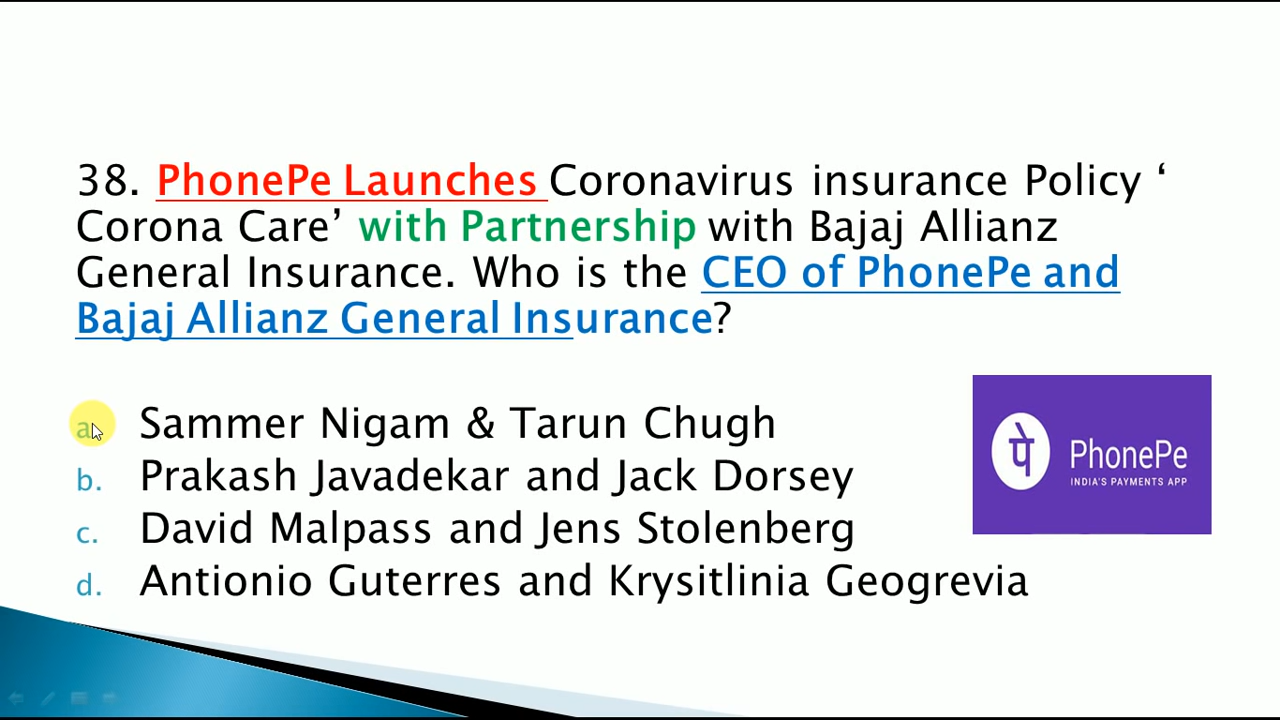 38. PhonePe Launches Coronavirus insurance Policy ‘
Corona Care’ with Partnership with Bajaj Allianz
General Insurance. Who is the CEO of PhonePe and
Bajaj Allianz General Insurance?
a. Sammer Nigam & Tarun Chugh
b. Prakash Javadekar and Jack Dorsey
c. David Malpass and Jens Stolenberg
d. Antionio Guterres and Krysitlinia Geogrevia
पे PhonePe
INDIA'S PAYMENTS APP